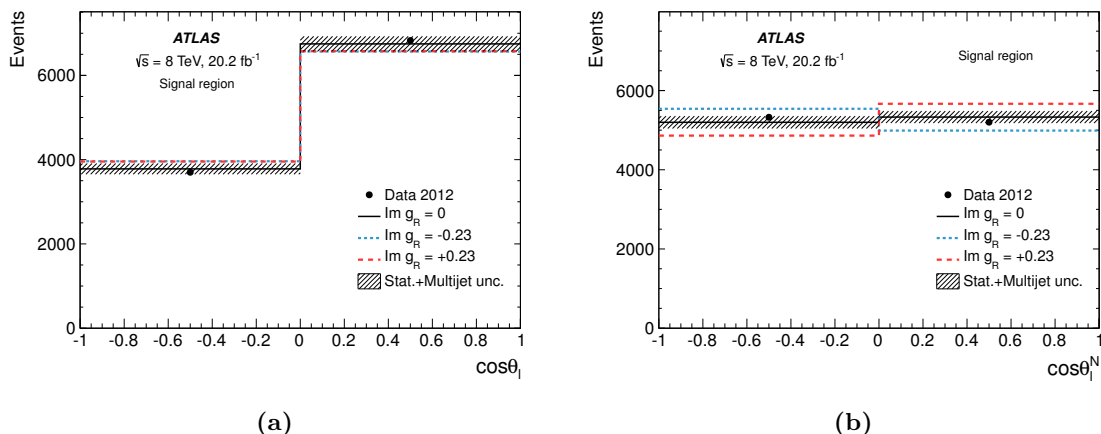 Events
6000
4000
2000
0
ATLAS
√s = 8 TeV, 20.2 fb⁻¹
Signal region
Data 2012
Im g_R = 0
Im g_R = -0.23
Im g_R = +0.23
Stat.+Multijet unc.
-1 -0.8 -0.6 -0.4 -0.2 0 0.2 0.4 0.6 0.8 1
cosθ_l
(a)
Events
6000
4000
2000
0
ATLAS
√s = 8 TeV, 20.2 fb⁻¹
Signal region
Data 2012
Im g_R = 0
Im g_R = -0.23
Im g_R = +0.23
Stat.+Multijet unc.
-1 -0.8 -0.6 -0.4 -0.2 0 0.2 0.4 0.6 0.8 1
cosθ_l^N
(b)